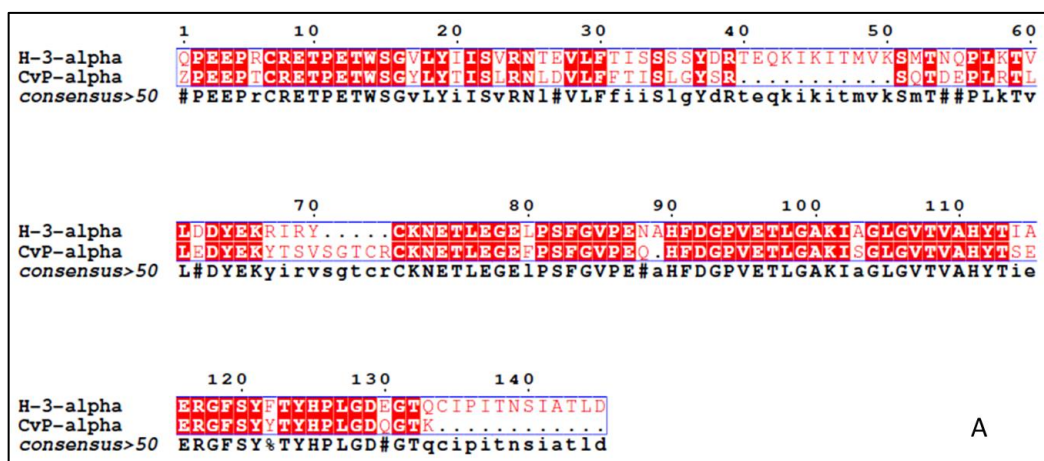 1 10 20 30 40 50 60
H-3-alpha QPEEPRCRETPETWSGVLYIISVRNTEVLFTISSSSYDRTEQKIKITMVKSMTNQPLKTV
CvP-alpha ZPEEPTCRETPETWSGYLYTISLRNLDVLFFTISLGYSR...........SQTDEPLRTL
consensus>50 #PEEPrCRETPETWSGvLYiISvRNl#VLFfiiSlgYdRteqkikitmvkSmT##PLkTv
70 80 90 100 110
H-3-alpha LDDYEKRIRY.....CKNETLEGELPSFGVPENAHFDGPVETLGAKIAGLGVTVAHYTIA
CvP-alpha LEDYEKYTSVSGTCRCKNETLEGEFPSFGVPEQ.HFDGPVETLGAKISGLGVTVAHYTSE
consensus>50 L#DYEKyirvsgtcrCKNETLEGElPSFGVPE#aHFDGPVETLGAKIaGLGVTVAHYTie
120 130 140
H-3-alpha ERGFSYFTYHPLGDEGTQCIPITNSIATLD
CvP-alpha ERGFSYYTYHPLGDQGTK............
consensus>50 ERGFSY%TYHPLGD#GTqcipitnsiatld
A